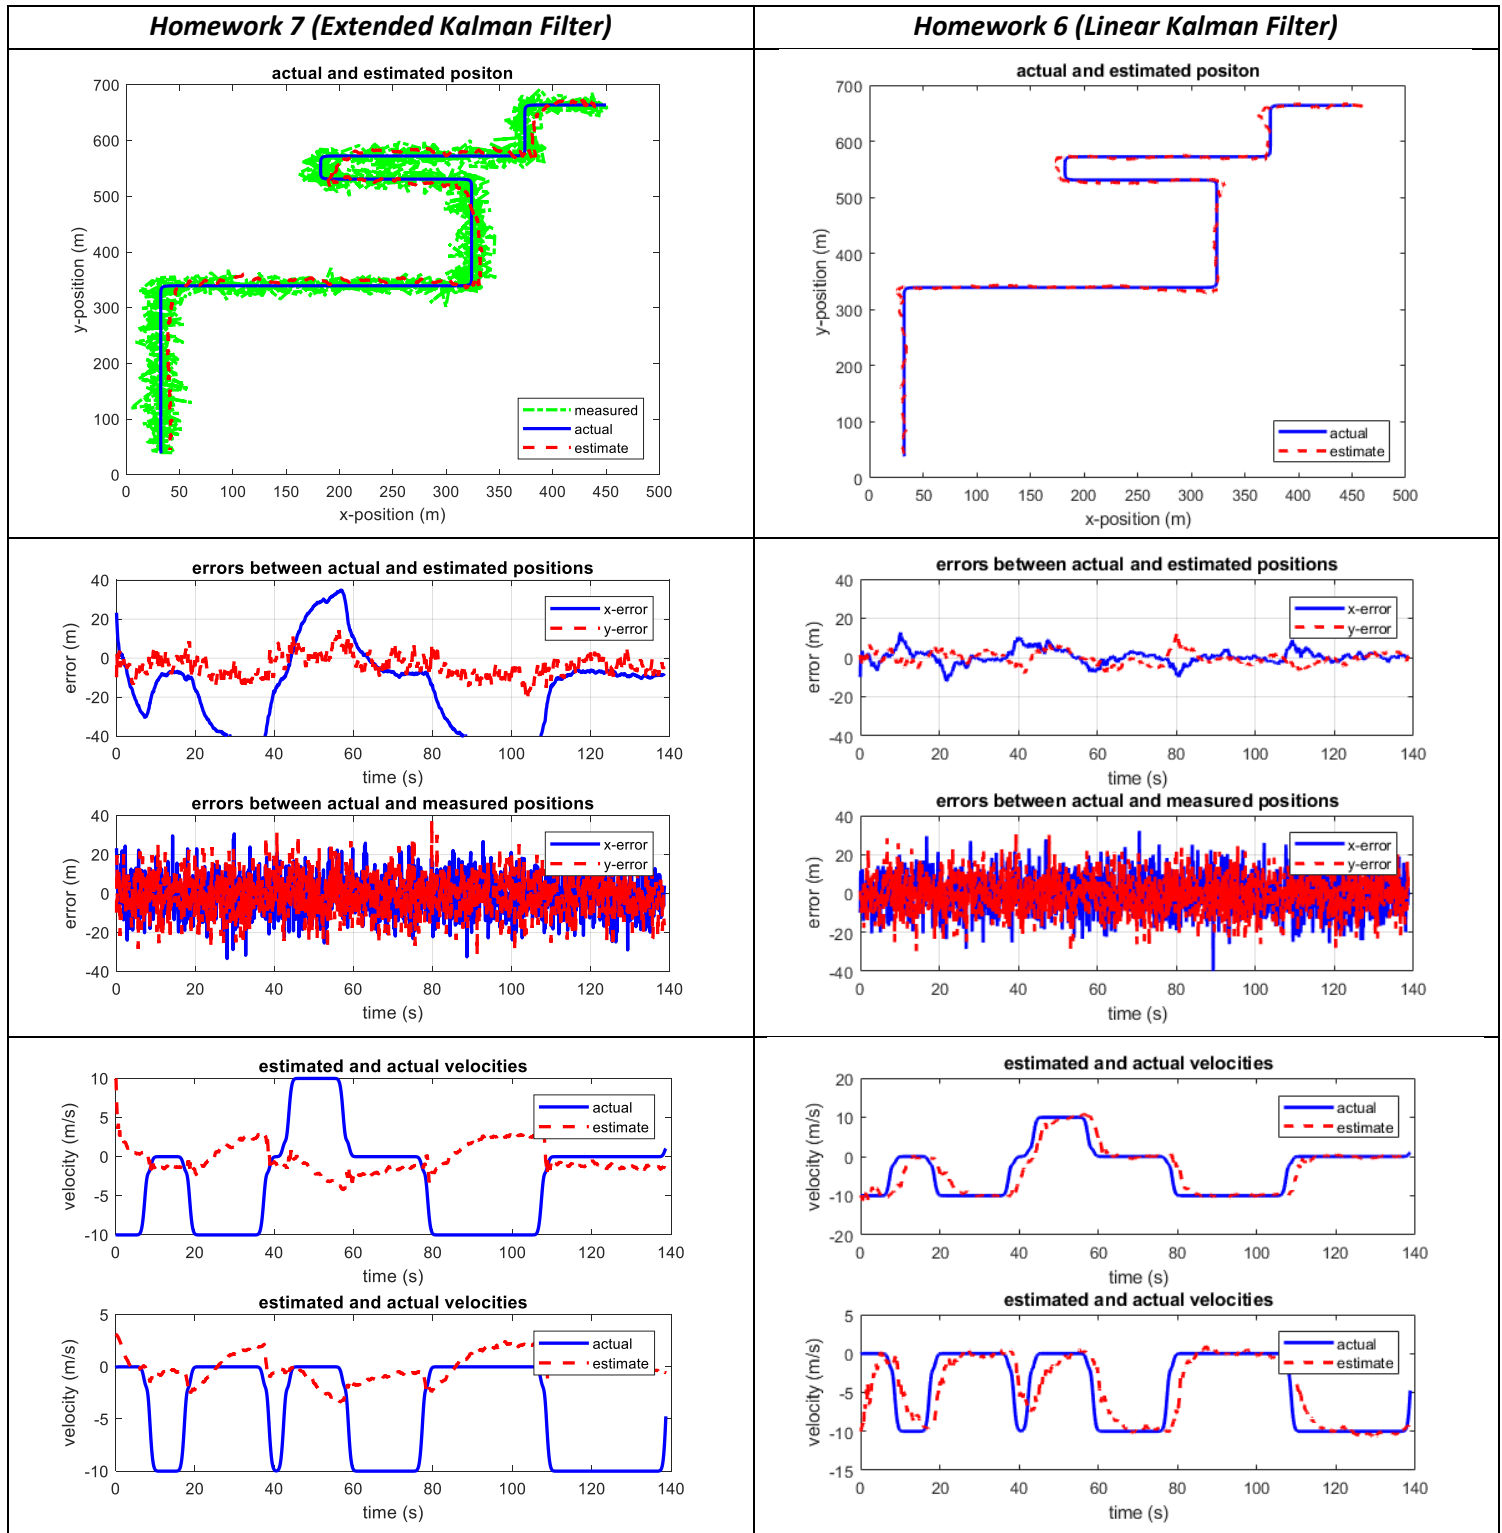 Homework 7 (Extended Kalman Filter)
Homework 6 (Linear Kalman Filter)
actual and estimated positon
700
600
500
400
300
200
100
0
y-position (m)
measured
actual
estimate
0 50 100 150 200 250 300 350 400 450 500
x-position (m)
actual and estimated positon
700
600
500
400
300
200
100
0
y-position (m)
actual
estimate
0 50 100 150 200 250 300 350 400 450 500
x-position (m)
errors between actual and estimated positions
40
20
0
-20
-40
error (m)
x-error
y-error
0 20 40 60 80 100 120 140
time (s)
errors between actual and measured positions
40
20
0
-20
-40
error (m)
x-error
y-error
0 20 40 60 80 100 120 140
time (s)
errors between actual and estimated positions
40
20
0
-20
-40
error (m)
x-error
y-error
0 20 40 60 80 100 120 140
time (s)
errors between actual and measured positions
40
20
0
-20
-40
error (m)
x-error
y-error
0 20 40 60 80 100 120 140
time (s)
estimated and actual velocities
10
5
0
-5
-10
velocity (m/s)
actual
estimate
0 20 40 60 80 100 120 140
time (s)
estimated and actual velocities
5
0
-5
-10
velocity (m/s)
actual
estimate
0 20 40 60 80 100 120 140
time (s)
estimated and actual velocities
20
10
0
-10
-20
velocity (m/s)
actual
estimate
0 20 40 60 80 100 120 140
time (s)
estimated and actual velocities
5
0
-5
-10
-15
velocity (m/s)
actual
estimate
0 20 40 60 80 100 120 140
time (s)